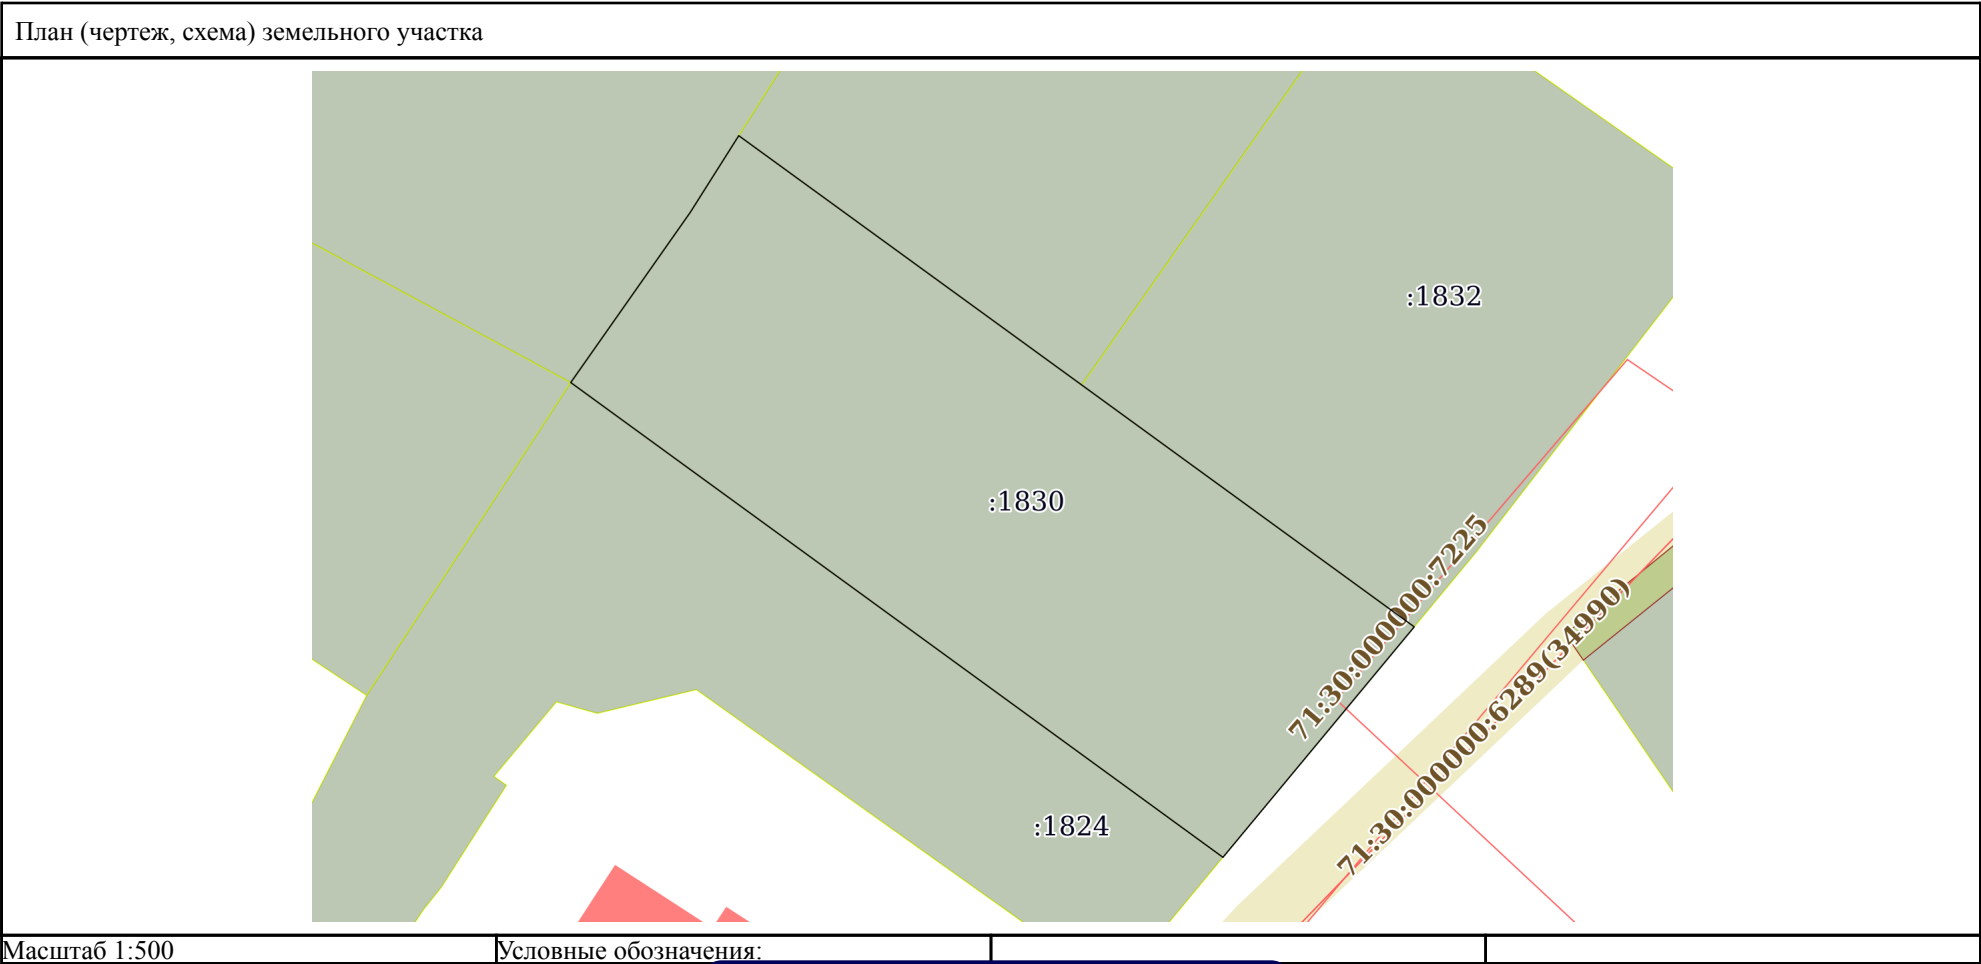 План (чертеж, схема) земельного участка
:1832
:1830
71:30:000000:7225
71:30:000000:6289(34990)
:1824
Масштаб 1:500
Условные обозначения: